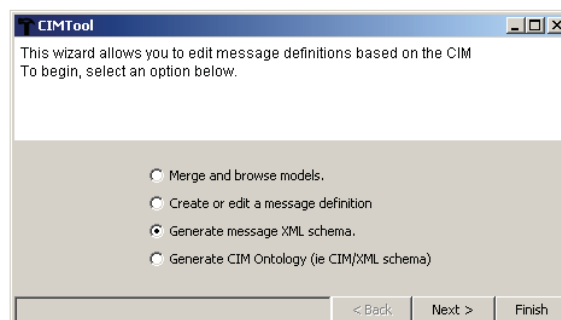 CIMTool
This wizard allows you to edit message definitions based on the CIM
To begin, select an option below.
Merge and browse models.
Create or edit a message definition
Generate message XML schema.
Generate CIM Ontology (ie CIM/XML schema)
< Back Next > Finish